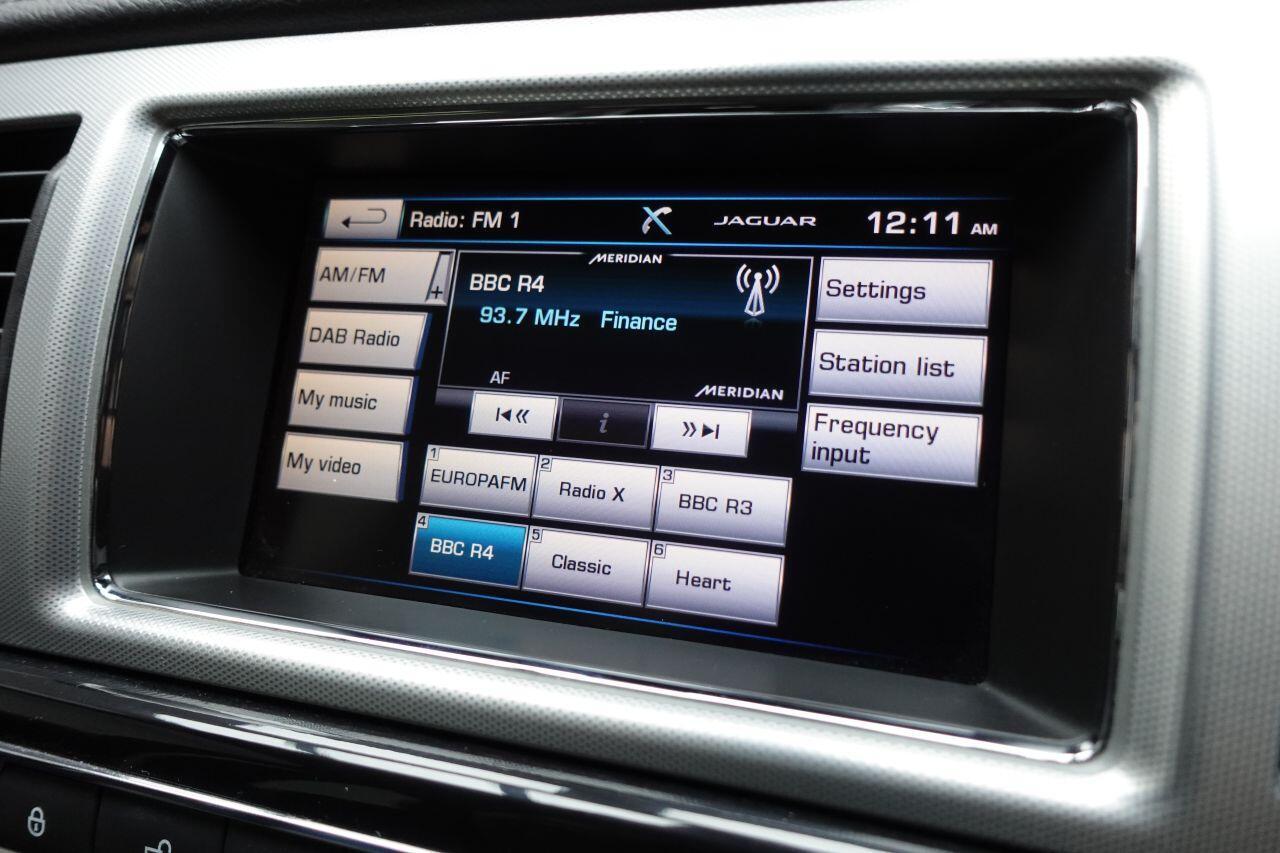 Radio: FM 1
JAGUAR
12:11 AM
AM/FM
+
DAB Radio
My music
My video
MERIDIAN
BBC R4
93.7 MHz Finance
AF
MERIDIAN
i
Settings
Station list
Frequency
input
1 EUROPAFM
2 Radio X
3 BBC R3
4 BBC R4
5 Classic
6 Heart